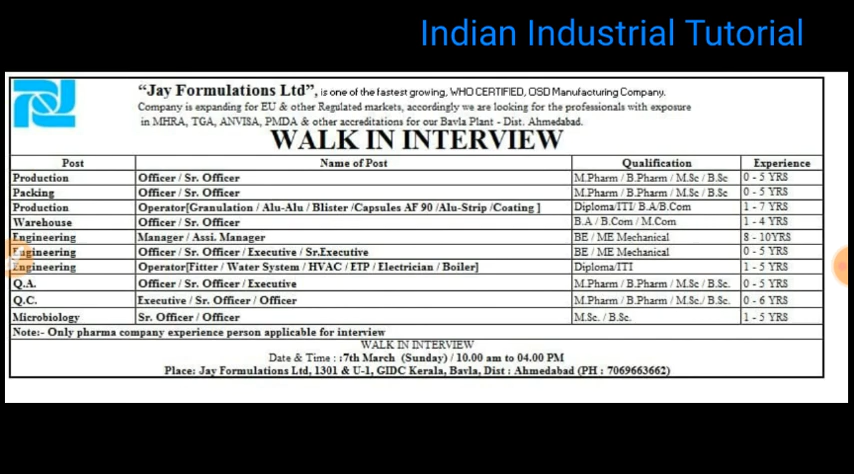 Indian Industrial Tutorial
“Jay Formulations Ltd”, is one of the fastest growing, WHO CERTIFIED, OSD Manufacturing Company.
Company is expanding for EU & other Regulated markets, accordingly we are looking for the professionals with exposure
in MHRA, TGA, ANVISA, PMDA & other accreditations for our Bavla Plant - Dist. Ahmedabad.
WALK IN INTERVIEW
Post Name of Post Qualification Experience
Production Officer / Sr. Officer M.Pharm / B.Pharm / M.Sc / B.Sc 0 - 5 YRS
Packing Officer / Sr. Officer M.Pharm / B.Pharm / M.Sc / B.Sc 0 - 5 YRS
Production Operator[Granulation / Alu-Alu / Blister /Capsules AF 90 /Alu-Strip /Coating ] Diploma/ITI/ B.A/B.Com 1 - 7 YRS
Warehouse Officer / Sr. Officer B.A / B.Com / M.Com 1 - 4 YRS
Engineering Manager / Assi. Manager BE / ME Mechanical 8 - 10YRS
Engineering Officer / Sr. Officer / Executive / Sr.Executive BE / ME Mechanical 0 - 5 YRS
Engineering Operator[Fitter / Water System / HVAC / ETP / Electrician / Boiler] Diploma/ITI 1 - 5 YRS
Q.A. Officer / Sr. Officer / Executive M.Pharm / B.Pharm / M.Sc / B.Sc. 0 - 5 YRS
Q.C. Executive / Sr. Officer / Officer M.Pharm / B.Pharm / M.Sc./ B.Sc. 0 - 6 YRS
Microbiology Sr. Officer / Officer M.Sc. / B.Sc. 1 - 5 YRS
Note:- Only pharma company experience person applicable for interview
WALK IN INTERVIEW
Date & Time : :7th March (Sunday) / 10.00 am to 04.00 PM
Place: Jay Formulations Ltd, 1301 & U-1, GIDC Kerala, Bavla, Dist : Ahmedabad (PH : 7069663662)